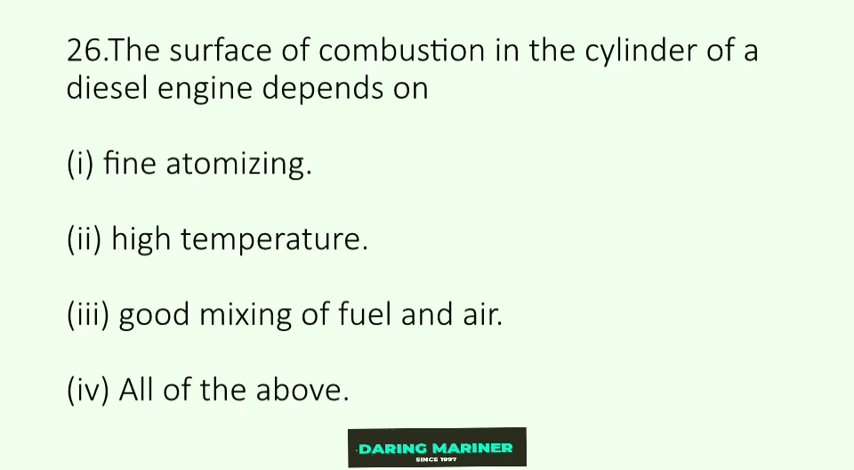 26.The surface of combustion in the cylinder of a
diesel engine depends on
(i) fine atomizing.
(ii) high temperature.
(iii) good mixing of fuel and air.
(iv) All of the above.
DARING MARINER
SINCE 1997